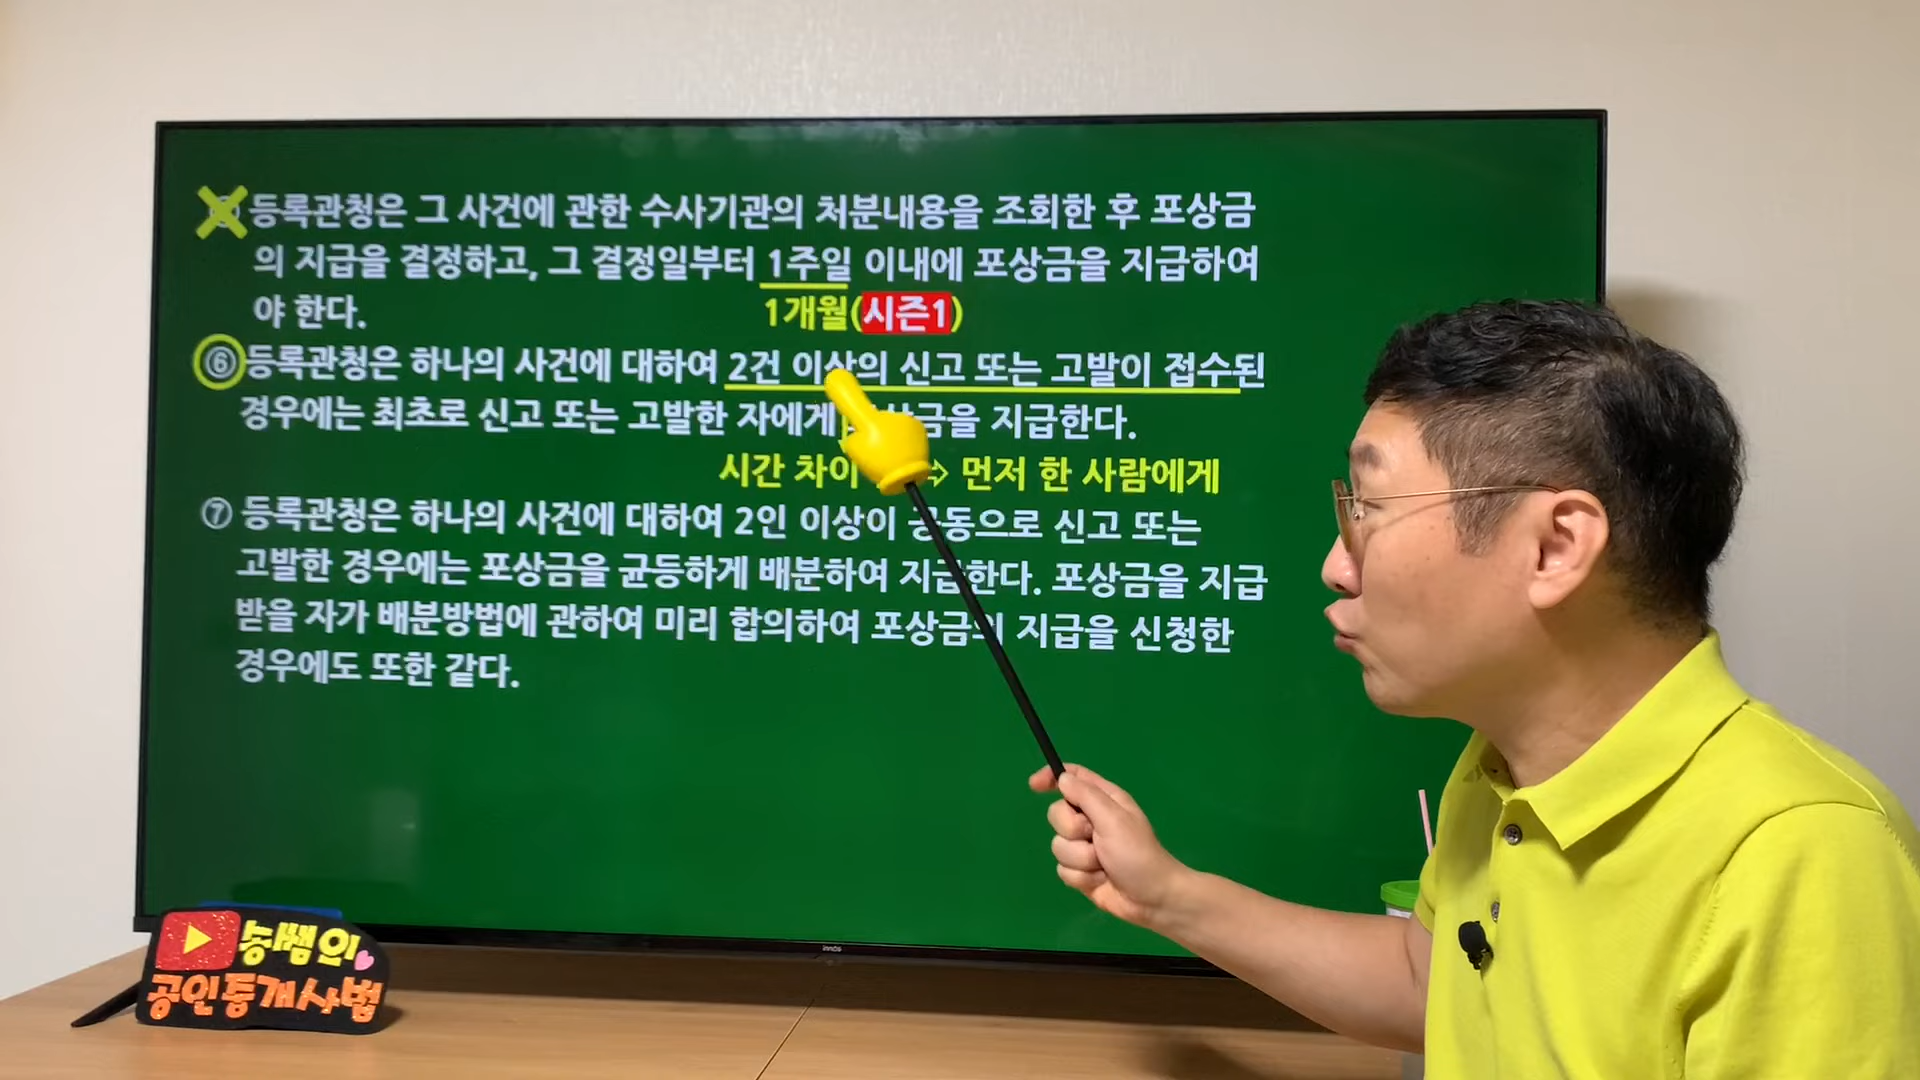 등록관청은 그 사건에 관한 수사기관의 처분내용을 조회한 후 포상금
의 지급을 결정하고, 그 결정일부터 1주일 이내에 포상금을 지급하여
야 한다.
1개월(시즌1)
⑥ 등록관청은 하나의 사건에 대하여 2건 이상의 신고 또는 고발이 접수된
경우에는 최초로 신고 또는 고발한 자에게 포상금을 지급한다.
시간 차이 ⇨ 먼저 한 사람에게
⑦ 등록관청은 하나의 사건에 대하여 2인 이상이 공동으로 신고 또는
고발한 경우에는 포상금을 균등하게 배분하여 지급한다. 포상금을 지급
받을 자가 배분방법에 관하여 미리 합의하여 포상금의 지급을 신청한
경우에도 또한 같다.
innos
송쌤의
공인중개사법